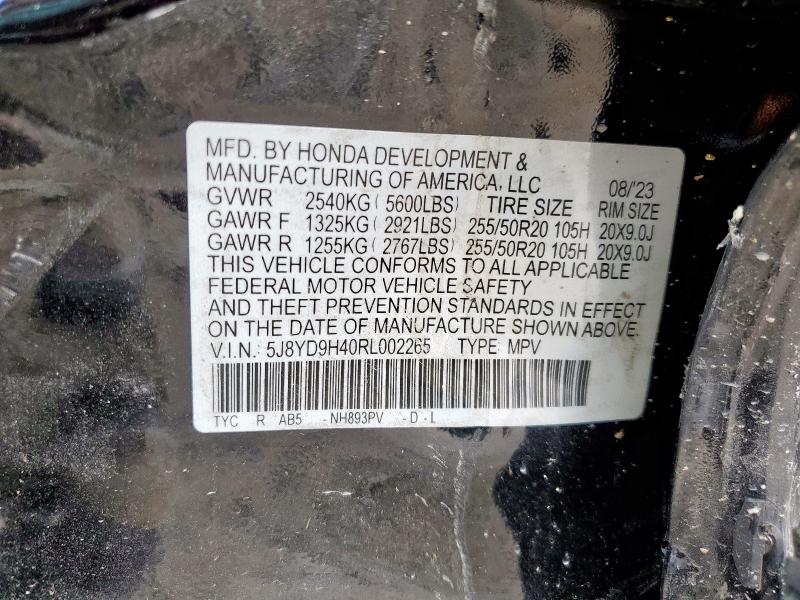 MFD. BY HONDA DEVELOPMENT &
MANUFACTURING OF AMERICA, LLC 08/'23
GVWR 2540KG (5600LBS) TIRE SIZE RIM SIZE
GAWR F 1325KG (2921LBS) 255/50R20 105H 20X9.0J
GAWR R 1255KG (2767LBS) 255/50R20 105H 20X9.0J
THIS VEHICLE CONFORMS TO ALL APPLICABLE
FEDERAL MOTOR VEHICLE SAFETY
AND THEFT PREVENTION STANDARDS IN EFFECT
ON THE DATE OF MANUFACTURE SHOWN ABOVE.
V.I.N.: 5J8YD9H40RL002265 TYPE: MPV
TYC R AB5 -NH893PV -D-L